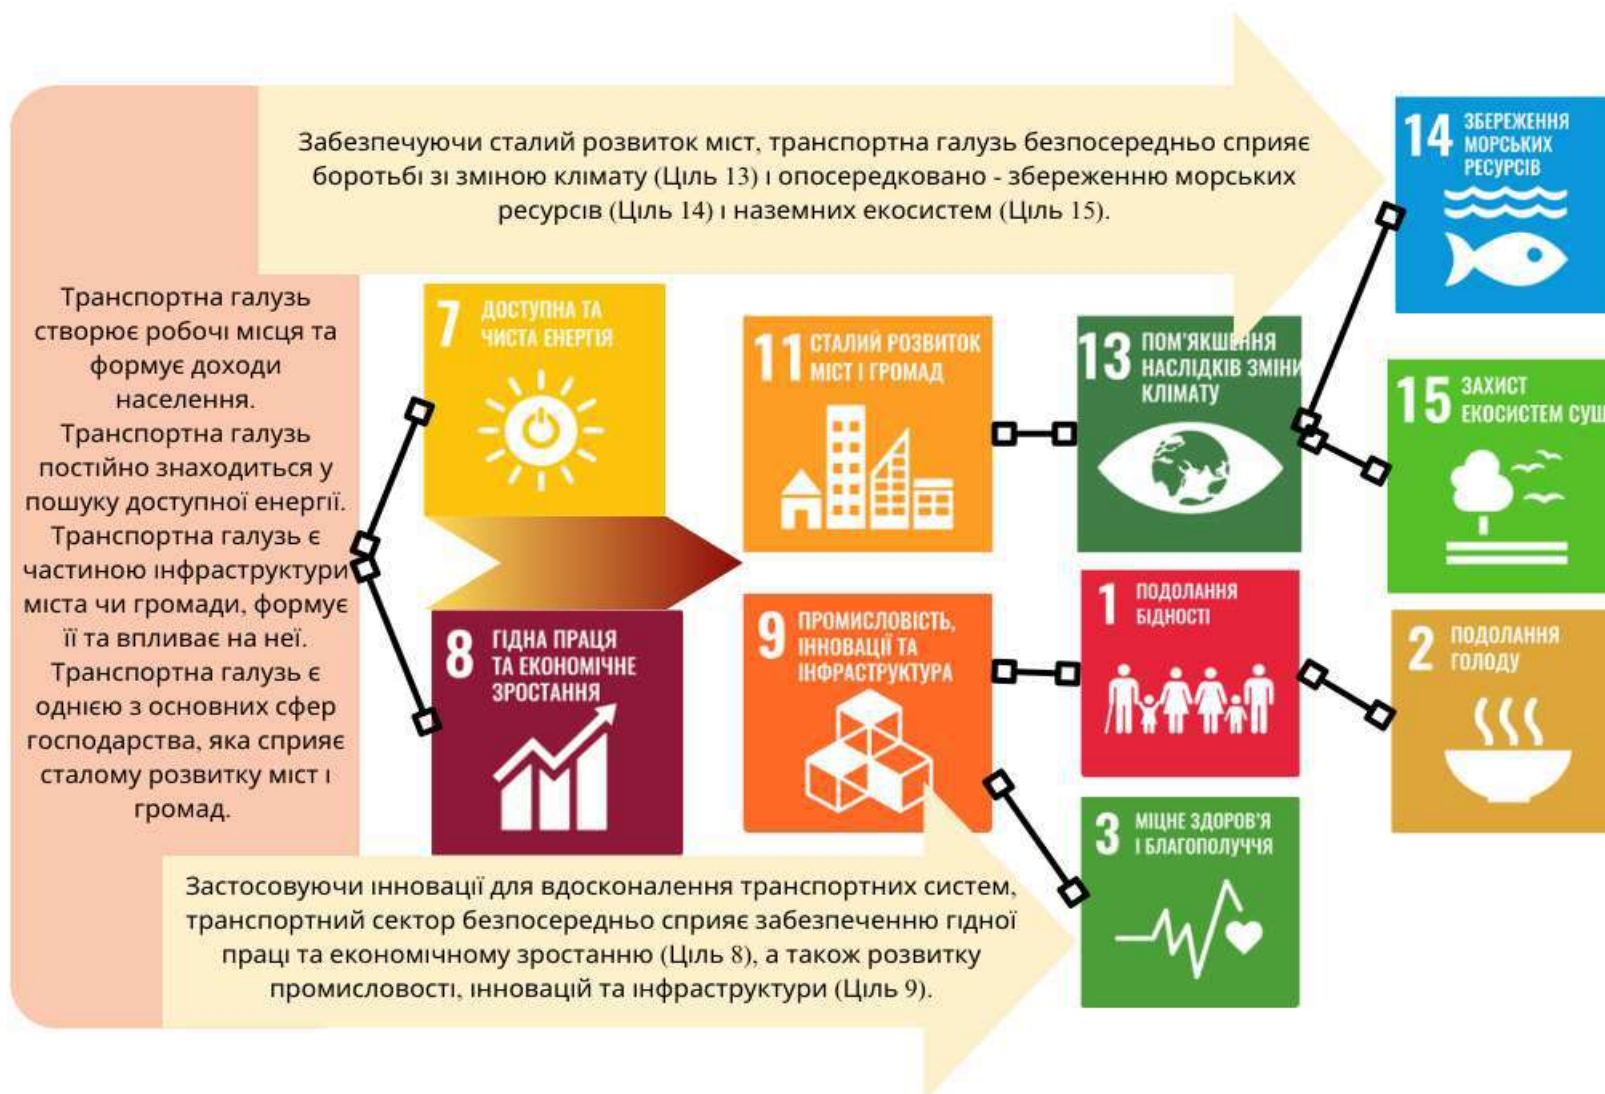 Забезпечуючи сталий розвиток міст, транспортна галузь безпосередньо сприяє
боротьбі зі зміною клімату (Ціль 13) і опосередковано - збереженню морських
ресурсів (Ціль 14) і наземних екосистем (Ціль 15).
Транспортна галузь
створює робочі місця та
формує доходи
населення.
Транспортна галузь
постійно знаходиться у
пошуку доступної енергії.
Транспортна галузь є
частиною інфраструктури
міста чи громади, формує
її та впливає на неї.
Транспортна галузь є
однією з основних сфер
господарства, яка сприяє
сталому розвитку міст і
громад.
7 ДОСТУПНА ТА
ЧИСТА ЕНЕРГІЯ
8 ГІДНА ПРАЦЯ
ТА ЕКОНОМІЧНЕ
ЗРОСТАННЯ
11 СТАЛИЙ РОЗВИТОК
МІСТ І ГРОМАД
9 ПРОМИСЛОВІСТЬ,
ІННОВАЦІЇ ТА
ІНФРАСТРУКТУРА
13 ПОМ'ЯКШЕННЯ
НАСЛІДКІВ ЗМІНИ
КЛІМАТУ
1 ПОДОЛАННЯ
БІДНОСТІ
3 МІЦНЕ ЗДОРОВ'Я
І БЛАГОПОЛУЧЧЯ
14 ЗБЕРЕЖЕННЯ
МОРСЬКИХ
РЕСУРСІВ
15 ЗАХИСТ
ЕКОСИСТЕМ СУШ
2 ПОДОЛАННЯ
ГОЛОДУ
Застосовуючи інновації для вдосконалення транспортних систем,
транспортний сектор безпосередньо сприяє забезпеченню гідної
праці та економічному зростанню (Ціль 8), а також розвитку
промисловості, інновацій та інфраструктури (Ціль 9).